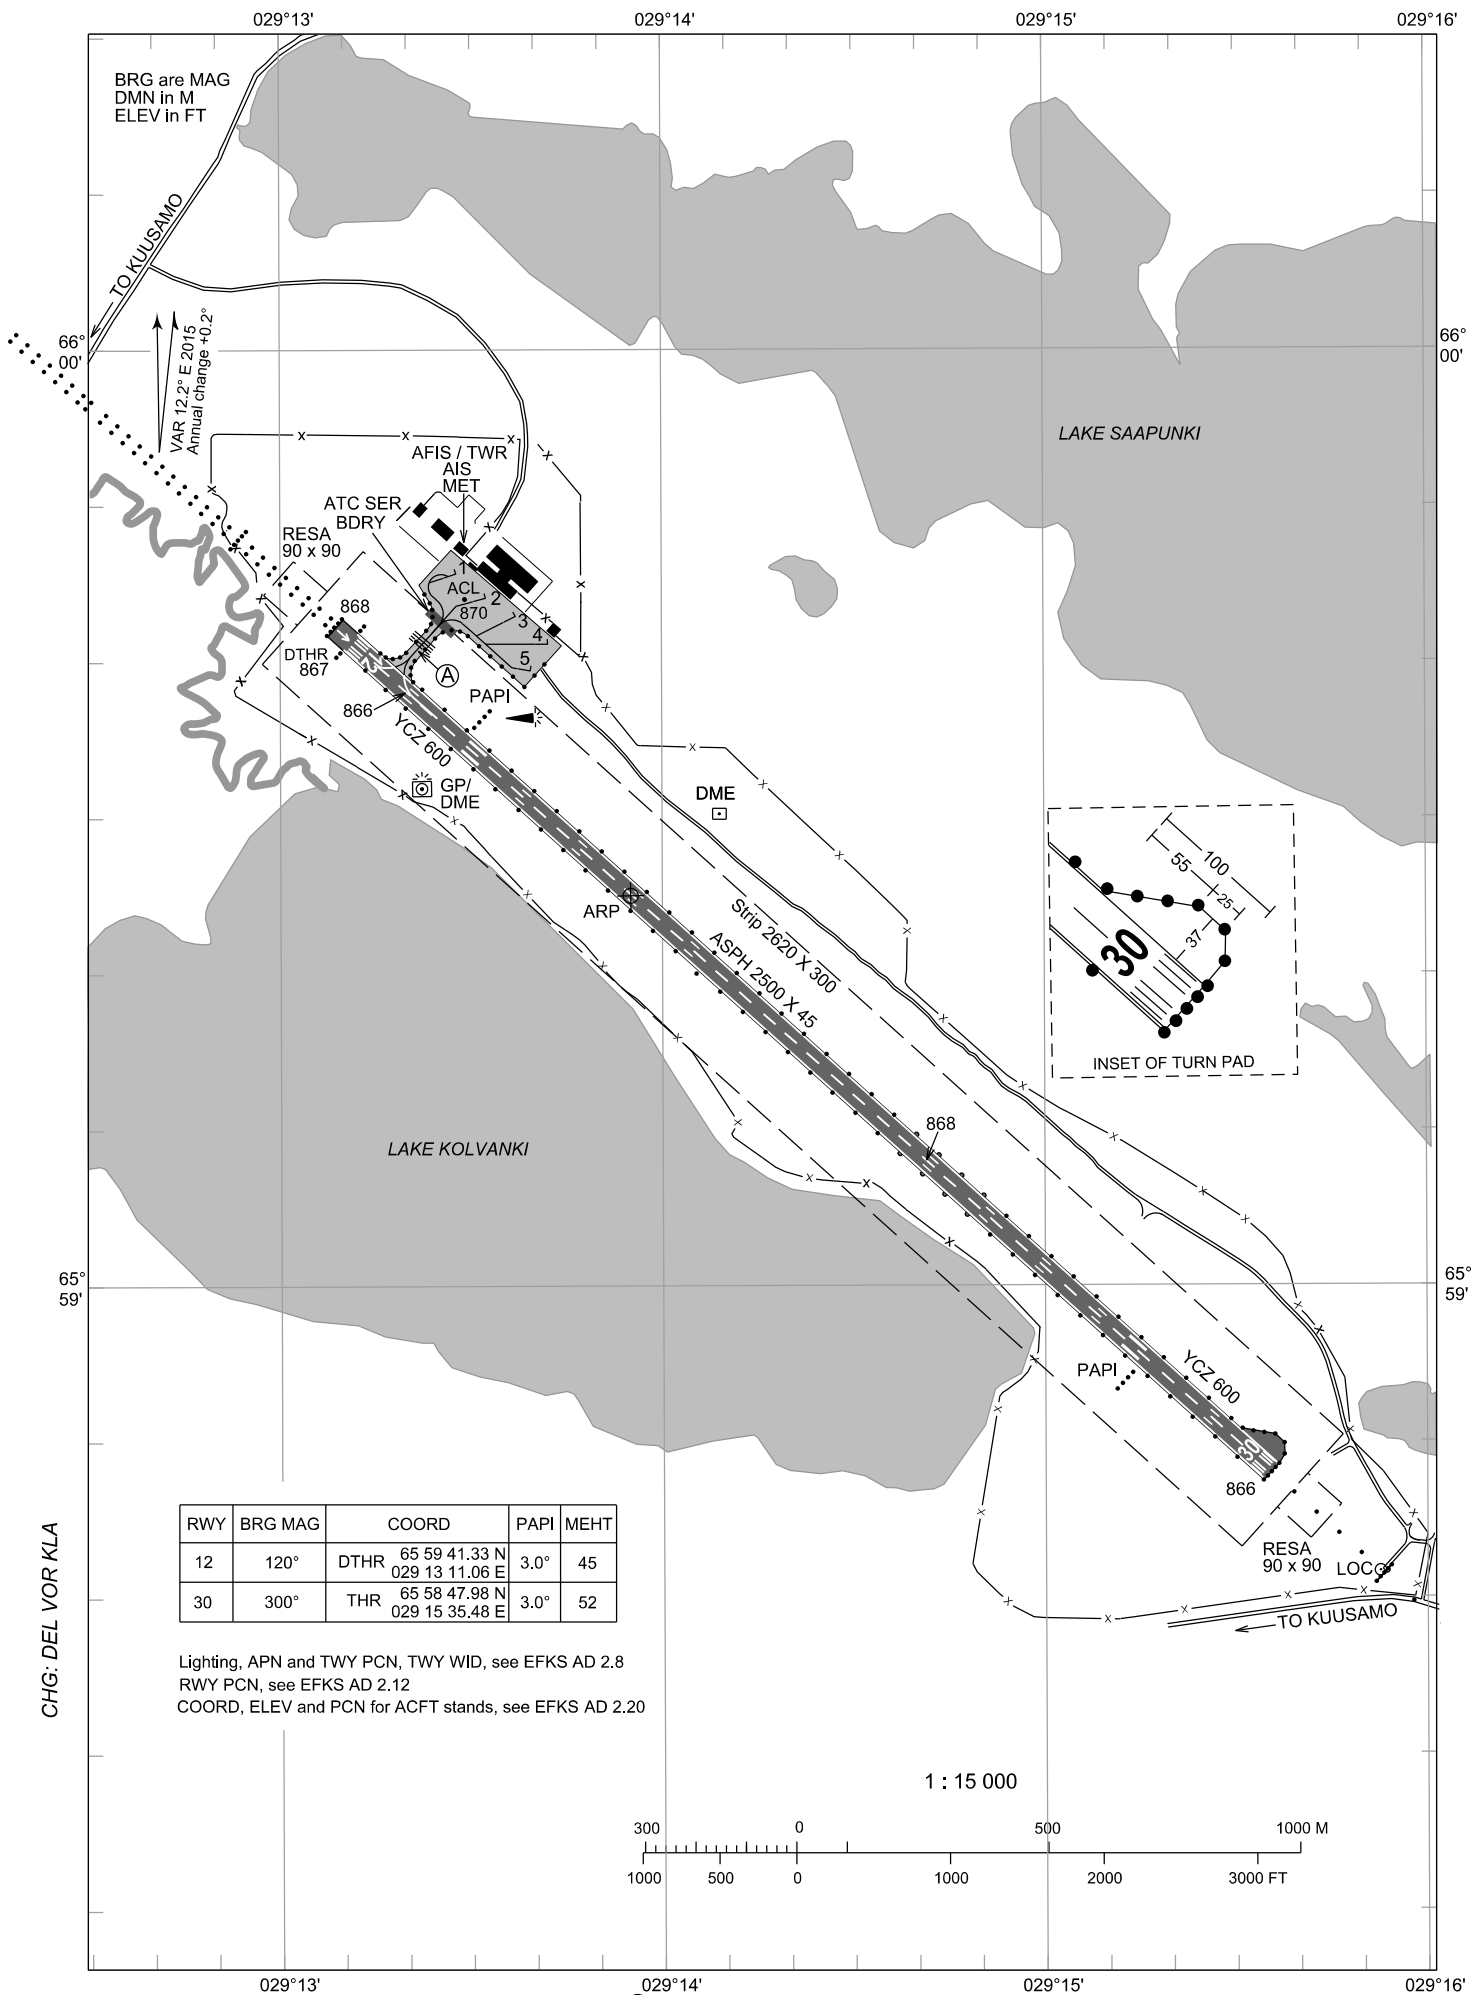 029°13'
029°14'
029°15'
029°16'
BRG are MAG
DMN in M
ELEV in FT
TO KUUSAMO
66°
00'
66°
00'
VAR 12.2° E 2015
Annual change +0.2°
LAKE SAAPUNKI
AFIS / TWR
AIS
MET
ATC SER
BDRY
RESA
90 x 90
1
ACL
2
870
3
4
5
868
DTHR
867
12
A
866
PAPI
YCZ 600
GP/
DME
DME
ARP
Strip 2620 X 300
ASPH 2500 X 45
100
55
25
37
30
INSET OF TURN PAD
868
LAKE KOLVANKI
65°
59'
65°
59'
PAPI
YCZ 600
30
866
RESA
90 x 90
LOC
TO KUUSAMO
RWY BRG MAG COORD PAPI MEHT
12 120° DTHR 65 59 41.33 N 3.0° 45
029 13 11.06 E
30 300° THR 65 58 47.98 N 3.0° 52
029 15 35.48 E
Lighting, APN and TWY PCN, TWY WID, see EFKS AD 2.8
RWY PCN, see EFKS AD 2.12
COORD, ELEV and PCN for ACFT stands, see EFKS AD 2.20
CHG: DEL VOR KLA
1 : 15 000
300 0 500 1000 M
1000 500 0 1000 2000 3000 FT
029°13'
029°14'
029°15'
029°16'